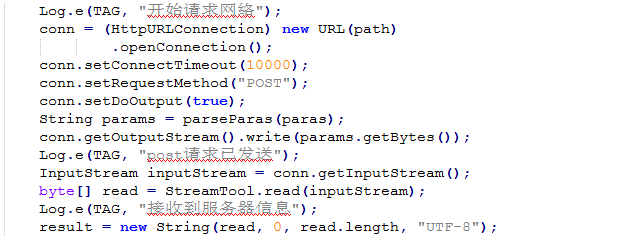 Log.e(TAG, "开始请求网络");
conn = (HttpURLConnection) new URL(path)
.openConnection();
conn.setConnectTimeout(10000);
conn.setRequestMethod("POST");
conn.setDoOutput(true);
String params = parseParas(paras);
conn.getOutputStream().write(params.getBytes());
Log.e(TAG, "post请求已发送");
InputStream inputStream = conn.getInputStream();
byte[] read = StreamTool.read(inputStream);
Log.e(TAG, "接收到服务器信息");
result = new String(read, 0, read.length, "UTF-8");